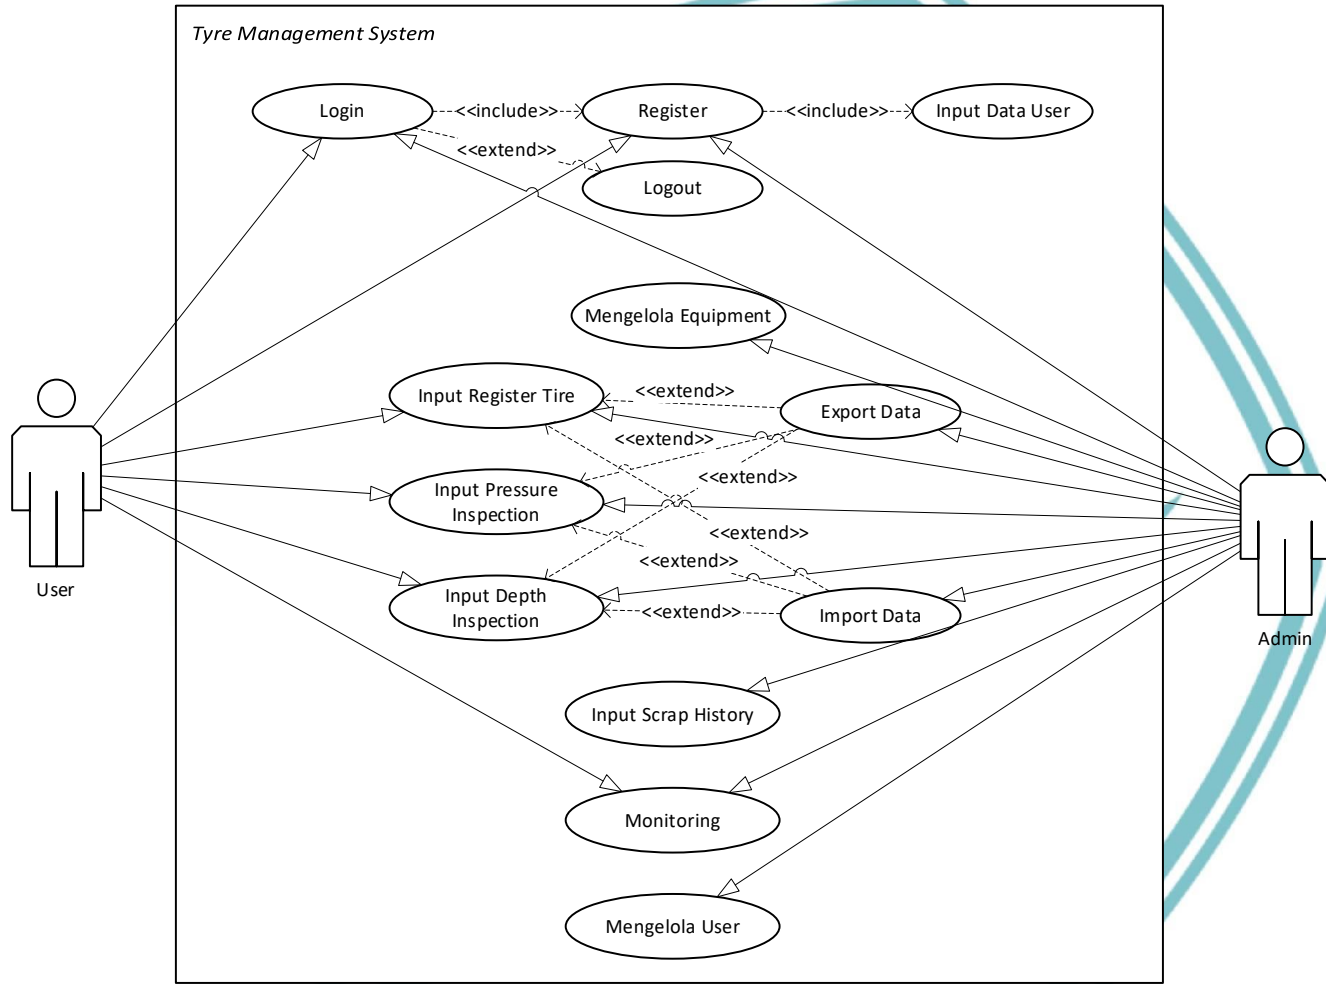 Tyre Management System
Login
<<include>>
Register
<<include>>
Input Data User
<<extend>>
Logout
Mengelola Equipment
Input Register Tire
<<extend>>
Export Data
<<extend>>
<<extend>>
Input Pressure
Inspection
<<extend>>
<<extend>>
Input Depth
Inspection
<<extend>>
Import Data
User
Admin
Input Scrap History
Monitoring
Mengelola User